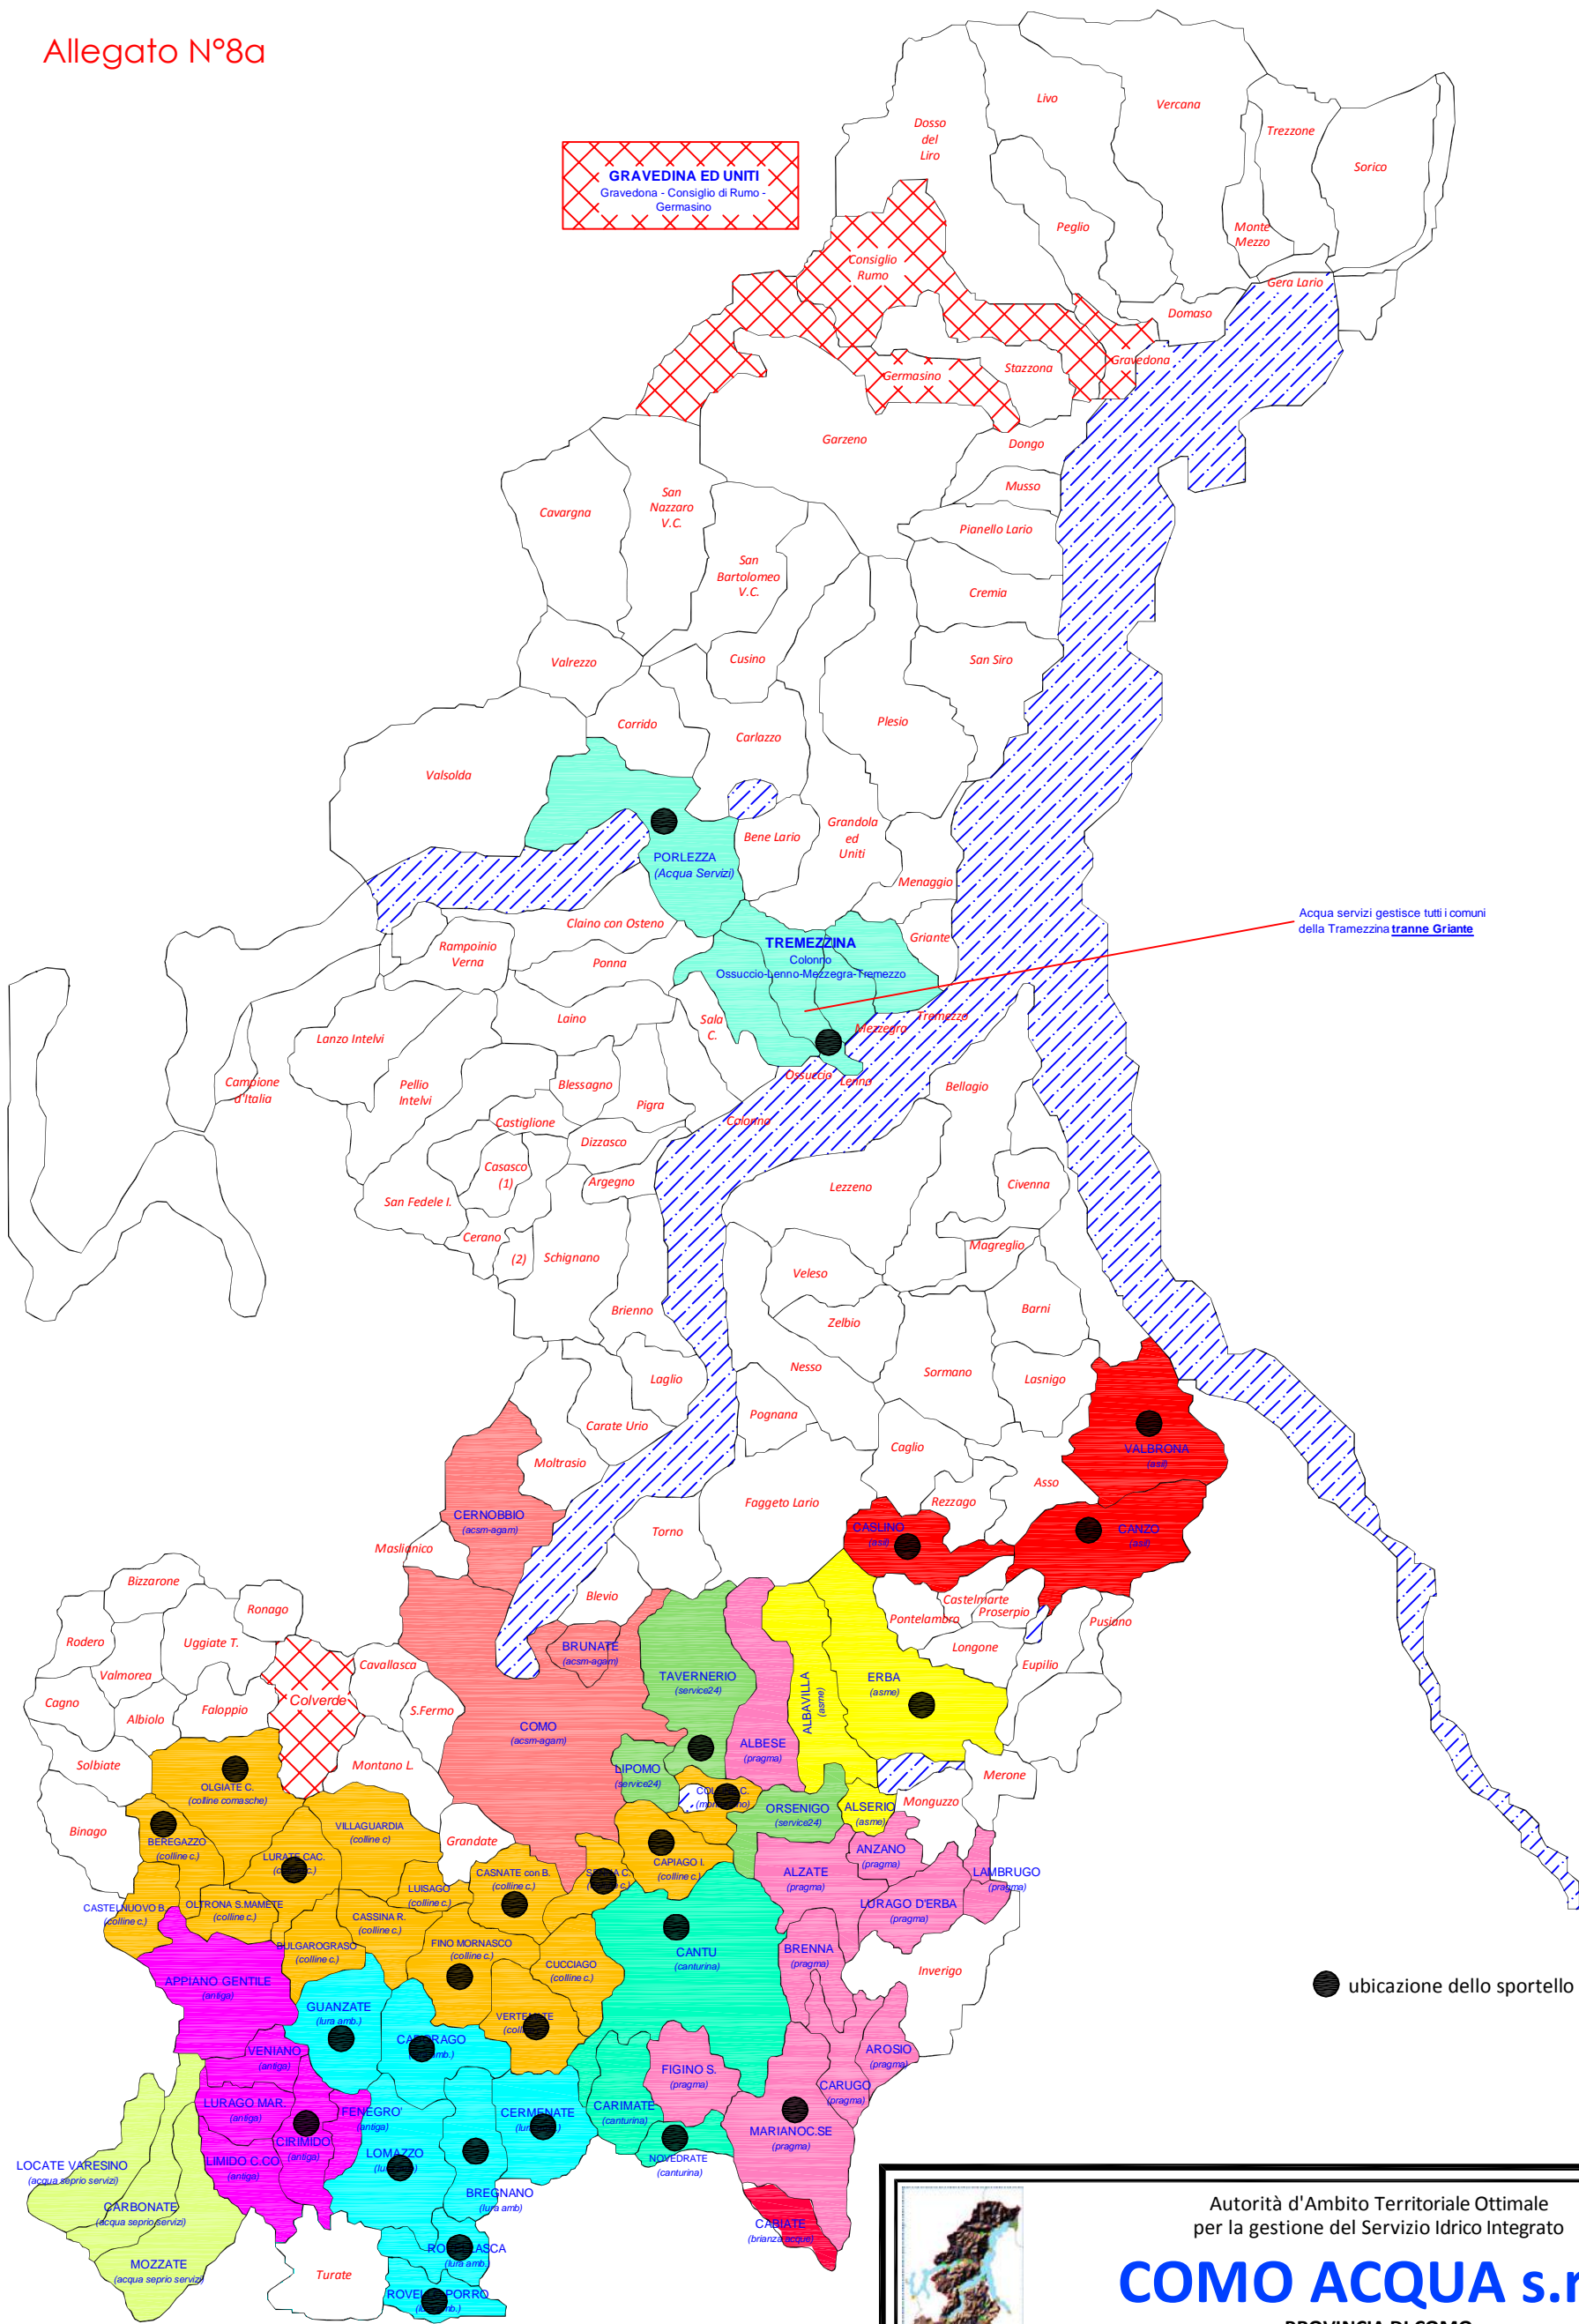 Allegato N°8a
GRAVEDINA ED UNITI
Gravedona - Consiglio di Rumo -
Germasino
Dosso
del
Liro
Livo
Vercana
Trezzone
Sorico
Peglio
Monte
Mezzo
Consiglio
Rumo
Gera Lario
Domaso
Gravedona
Stazzona
Germasino
Garzeno
Dongo
Musso
Pianello Lario
Cavargna
San
Nazzaro
V.C.
San
Bartolomeo
V.C.
Cremia
Valrezzo
Cusino
San Siro
Corrido
Carlazzo
Plesio
Valsolda
Bene Lario
Grandola
ed
Uniti
PORLEZZA
(Acqua Servizi)
Menaggio
Acqua servizi gestisce tutti i comuni
della Tramezzina tranne Griante
Claino con Osteno
Griante
TREMEZZINA
Colonno
Ossuccio-Lenno-Mezzegra-Tremezzo
Rampoinio
Verna
Ponna
Laino
Sala
C.
Tremezzo
Mezzegra
Lanzo Intelvi
Ossuccio
Lenno
Campione
d'Italia
Pellio
Intelvi
Blessagno
Bellagio
Pigra
Castiglione
Colonno
Dizzasco
Casasco
(1)
Argegno
San Fedele I.
Lezzeno
Civenna
Cerano
(2)
Schignano
Magreglio
Veleso
Brienno
Zelbio
Barni
Laglio
Nesso
Sormano
Lasnigo
Pognana
Carate Urio
Caglio
VALBRONA
(asil)
Moltrasio
Asso
Faggeto Lario
Rezzago
CERNOBBIO
(acsm-agam)
Torno
CASLINO
(asil)
CANZO
(asil)
Maslianico
Bizzarone
Blevio
Castelmarte
Ronago
Pontelambro
Proserpio
Pusiano
Rodero
Uggiate T.
BRUNATE
(acsm-agam)
Longone
Cavallasca
Eupilio
Valmorea
TAVERNERIO
(service24)
ALBAVILLA
(asme)
ERBA
(asme)
Cagno
Albiolo
Faloppio
Colverde
S.Fermo
COMO
(acsm-agam)
ALBESE
(pragma)
Solbiate
Montano L.
LIPOMO
(service24)
Merone
OLGIATE C.
(colline comasche)
ORSENIGO
(service24)
ALSERIO
(asme)
Monguzzo
Binago
BEREGAZZO
(colline c.)
VILLAGUARDIA
(colline c)
Grandate
ANZANO
(pragma)
LURATE CAC.
CASNATE con B.
(colline c.)
CAPIAGO I.
(colline c.)
ALZATE
(pragma)
LAMBRUGO
(pragma)
LUISAGO
(colline c.)
CASTELNUOVO B.
(colline c.)
OLTRONA S.MAMETE
(colline c.)
CASSINA R.
(colline c.)
LURAGO D'ERBA
(pragma)
BULGAROGRASO
(colline c.)
FINO MORNASCO
(colline c.)
CUCCIAGO
(colline c.)
CANTU
(canturina)
BRENNA
(pragma)
Inverigo
APPIANO GENTILE
(antiga)
ubicazione dello sportello
GUANZATE
(lura amb.)
VENIANO
(antiga)
AROSIO
(pragma)
FIGINO S.
(pragma)
CARUGO
(pragma)
LURAGO MAR.
(antiga)
FENEGRO'
(antiga)
CERMENATE
CARIMATE
(canturina)
MARIANOC.SE
(pragma)
CIRIMIDO
(antiga)
LOMAZZO
LIMIDO C.CO
(antiga)
NOVEDRATE
(canturina)
LOCATE VARESINO
(acqua seprio servizi)
BREGNANO
(lura amb)
CARBONATE
(acqua seprio servizi)
CABIATE
(brianza acque)
(lura amb.)
MOZZATE
(acqua seprio servizi)
Turate
Autorità d'Ambito Territoriale Ottimale
per la gestione del Servizio Idrico Integrato
COMO ACQUA s.r